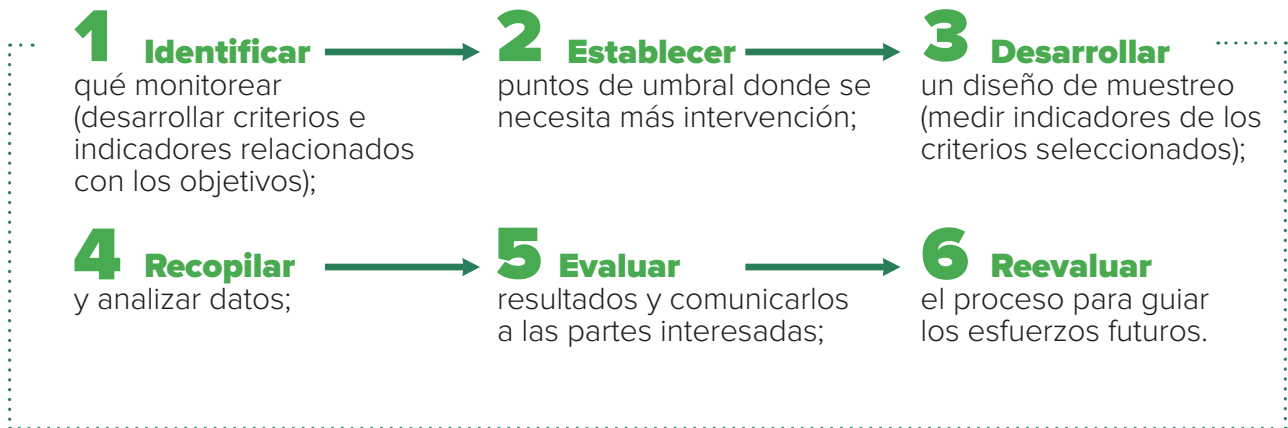 1 Identificar
qué monitorear
(desarrollar criterios e
indicadores relacionados
con los objetivos);
2 Establecer
puntos de umbral donde se
necesita más intervención;
3 Desarrollar
un diseño de muestreo
(medir indicadores de los
criterios seleccionados);
4 Recopilar
y analizar datos;
5 Evaluar
resultados y comunicarlos
a las partes interesadas;
6 Reevaluar
el proceso para guiar
los esfuerzos futuros.